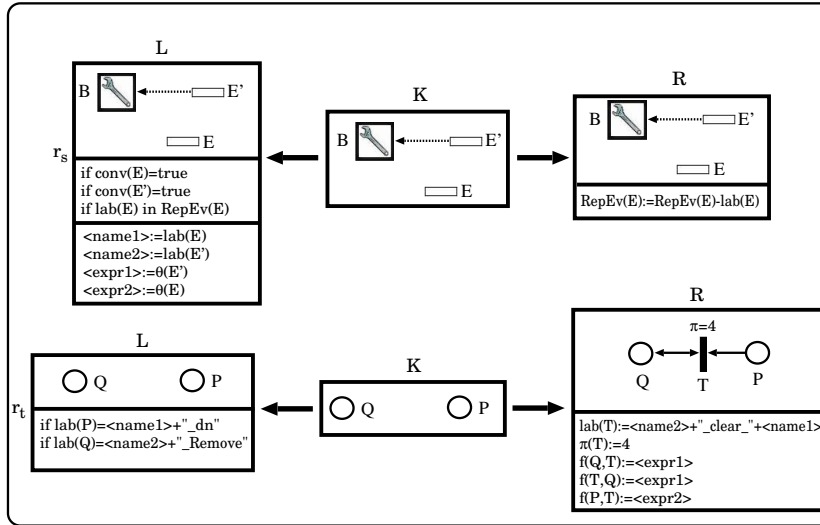 L
B
E'
E
r_s
if conv(E)=true
if conv(E')=true
if lab(E) in RepEv(E)
<name1>:=lab(E)
<name2>:=lab(E')
<expr1>:=θ(E')
<expr2>:=θ(E)
K
B
E'
E
R
B
E'
E
RepEv(E):=RepEv(E)-lab(E)
L
Q
P
r_t
if lab(P)=<name1>+"_dn"
if lab(Q)=<name2>+"_Remove"
K
Q
P
R
π=4
Q
T
P
lab(T):=<name2>+"_clear_"+<name1>
π(T):=4
f(Q,T):=<expr1>
f(T,Q):=<expr1>
f(P,T):=<expr2>